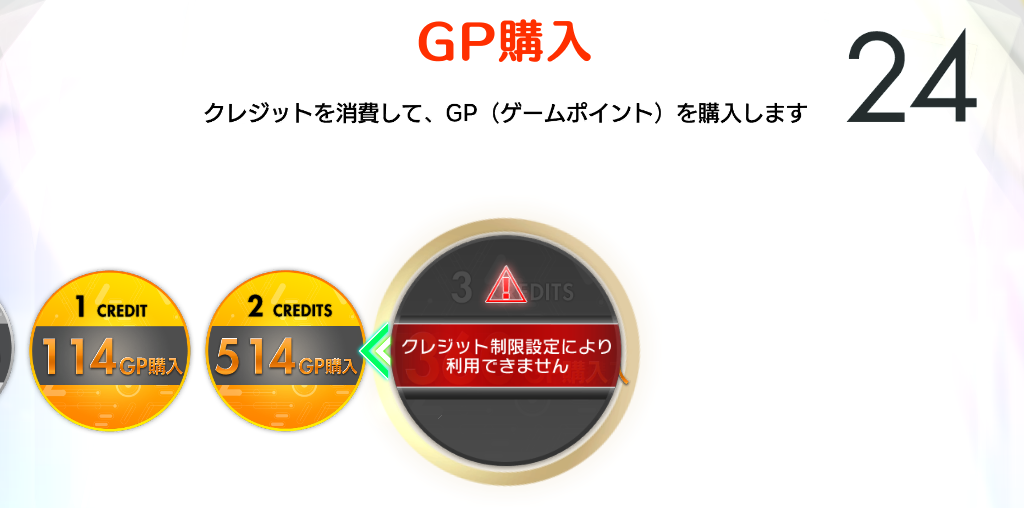 GP購入
24
クレジットを消費して、GP（ゲームポイント）を購入します
1 CREDIT
114GP購入
2 CREDITS
514GP購入
3 CREDITS
クレジット制限設定により
利用できません